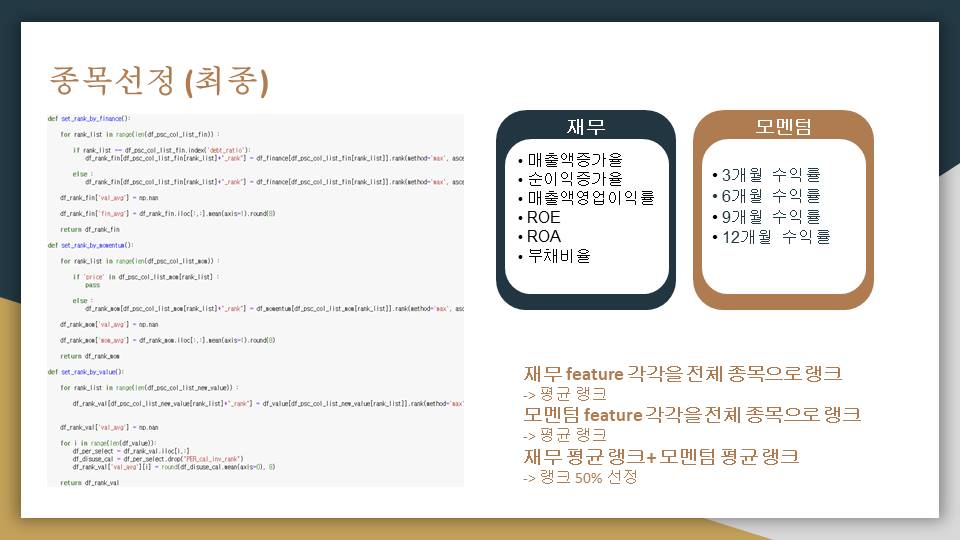 종목선정 (최종)
def set_rank_by_finance():
for rank_list in range(len(df_psc_col_list_fin)) :
if rank_list == df_psc_col_list_fin.index('debt_ratio'):
df_rank_fin[df_psc_col_list_fin[rank_list]+"_rank"] = df_finance[df_psc_col_list_fin[rank_list]].rank(method='max', asce
else :
df_rank_fin[df_psc_col_list_fin[rank_list]+"_rank"] = df_finance[df_psc_col_list_fin[rank_list]].rank(method='max', asce
df_rank_fin['val_avg'] = np.nan
df_rank_fin['fin_avg'] = df_rank_fin.iloc[:,:].mean(axis=1).round(8)
return df_rank_fin
def set_rank_by_momentum():
for rank_list in range(len(df_psc_col_list_mom)) :
if 'price' in df_psc_col_list_mom[rank_list] :
pass
else :
df_rank_mom[df_psc_col_list_mom[rank_list]+"_rank"] = df_momentum[df_psc_col_list_mom[rank_list]].rank(method='max', asc
df_rank_mom['val_avg'] = np.nan
df_rank_mom['mom_avg'] = df_rank_mom.iloc[:,:].mean(axis=1).round(8)
return df_rank_mom
def set_rank_by_value():
for rank_list in range(len(df_psc_col_list_new_value)) :
df_rank_val[df_psc_col_list_new_value[rank_list]+"_rank"] = df_value[df_psc_col_list_new_value[rank_list]].rank(method='max'
df_rank_val['val_avg'] = np.nan
for i in range(len(df_value)):
df_per_select = df_rank_val.iloc[i,:]
df_disuse_cal = df_per_select.drop("PER_cal_inv_rank")
df_rank_val['val_avg'][i] = round(df_disuse_cal.mean(axis=0), 8)
return df_rank_val
재무
• 매출액증가율
• 순이익증가율
• 매출액영업이익률
• ROE
• ROA
• 부채비율
모멘텀
• 3개월 수익률
• 6개월 수익률
• 9개월 수익률
• 12개월 수익률
재무 feature 각각을 전체 종목으로 랭크
-> 평균 랭크
모멘텀 feature 각각을 전체 종목으로 랭크
-> 평균 랭크
재무 평균 랭크+ 모멘텀 평균 랭크
-> 랭크 50% 선정